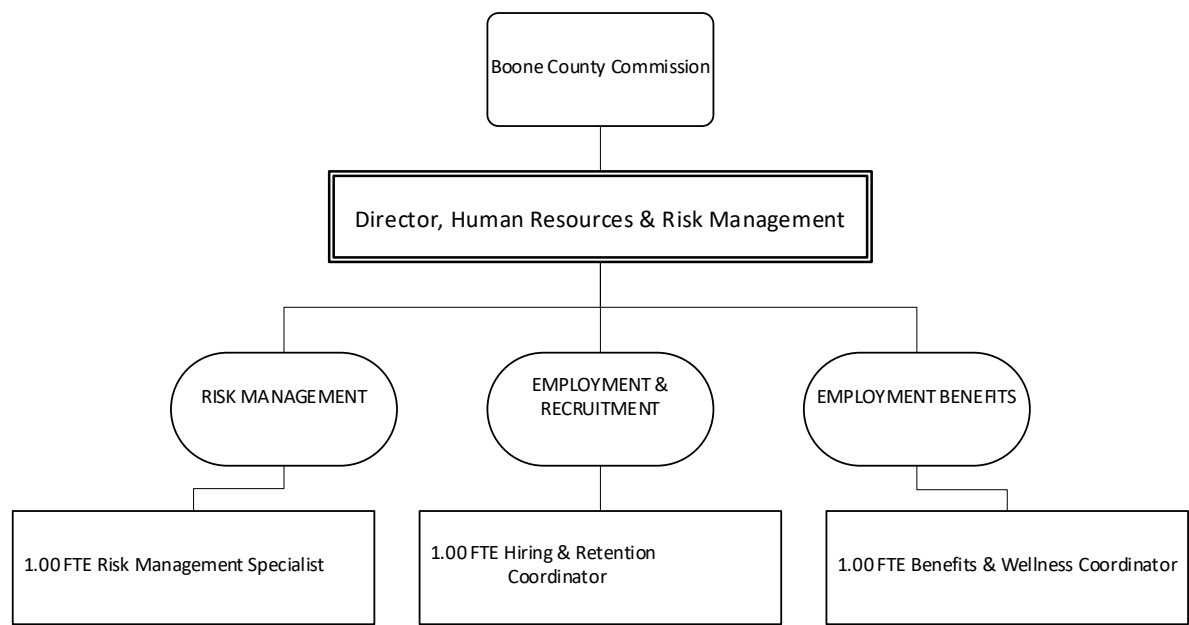 Boone County Commission
Director, Human Resources & Risk Management
RISK MANAGEMENT
EMPLOYMENT &
RECRUITMENT
EMPLOYMENT BENEFITS
1.00 FTE Risk Management Specialist
1.00 FTE Hiring & Retention
Coordinator
1.00 FTE Benefits & Wellness Coordinator